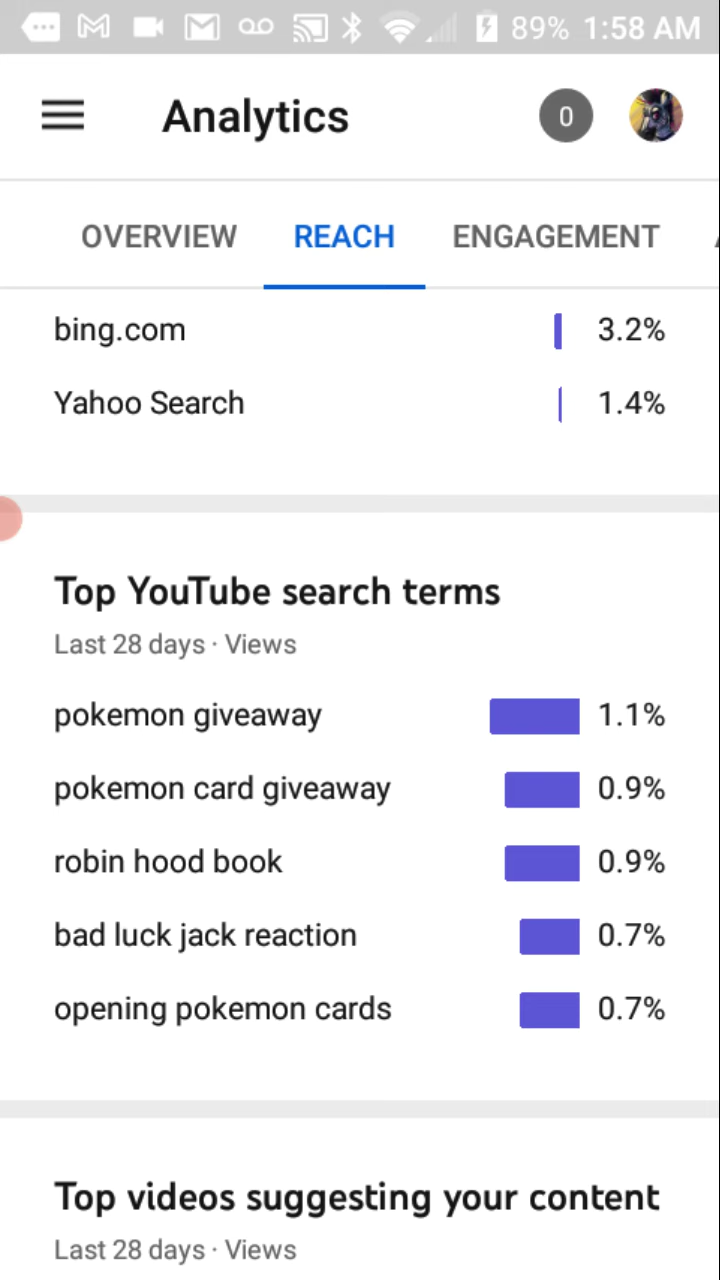 89% 1:58 AM
Analytics
0
OVERVIEW REACH ENGAGEMENT
bing.com 3.2%
Yahoo Search 1.4%
Top YouTube search terms
Last 28 days · Views
pokemon giveaway 1.1%
pokemon card giveaway 0.9%
robin hood book 0.9%
bad luck jack reaction 0.7%
opening pokemon cards 0.7%
Top videos suggesting your content
Last 28 days · Views